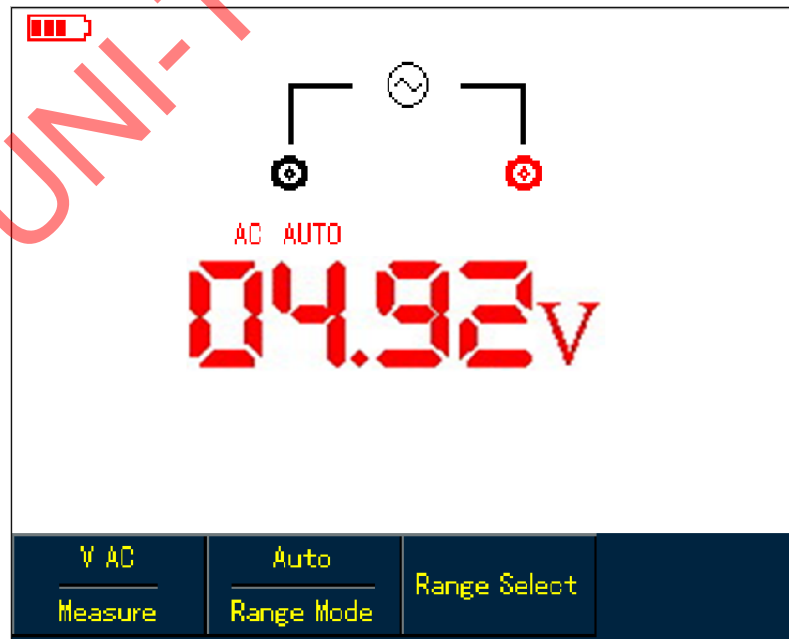 UNI-T
AC AUTO
04.92V
V AC
Measure
Auto
Range Mode
Range Select